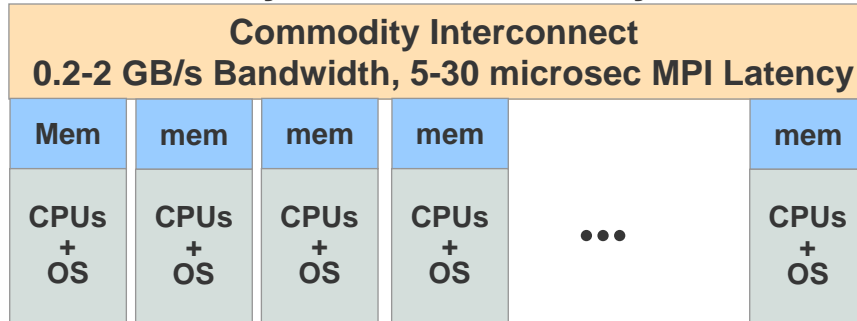 Commodity Interconnect
0.2-2 GB/s Bandwidth, 5-30 microsec MPI Latency
Mem
mem
mem
mem
mem
CPUs
+
OS
CPUs
+
OS
CPUs
+
OS
CPUs
+
OS
...
CPUs
+
OS